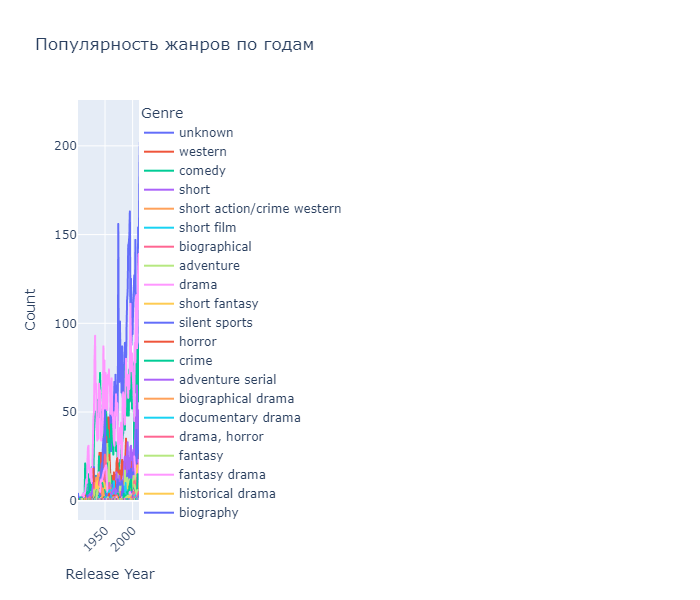 Популярность жанров по годам
Genre
unknown
western
comedy
short
short action/crime western
short film
biographical
adventure
drama
short fantasy
silent sports
horror
crime
adventure serial
biographical drama
documentary drama
drama, horror
fantasy
fantasy drama
historical drama
biography
200
150
100
50
0
Count
1950
2000
Release Year